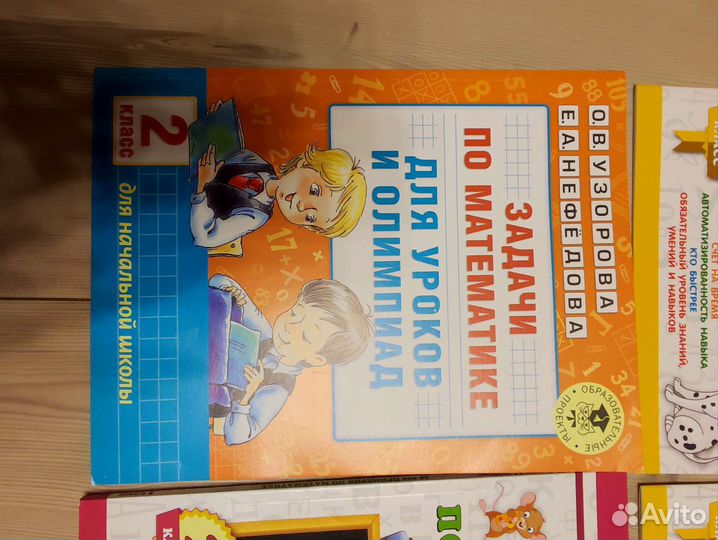 О.В.УЗОРОВА
Е.А.НЕФЁДОВА
ЗАДАЧИ
ПО МАТЕМАТИКЕ
ДЛЯ УРОКОВ
И ОЛИМПИАД
2
КЛАСС
для начальной школы
ОБРАЗОВАТЕЛЬНЫЕ
ПРОЕКТЫ
СЧЕТ НА ВРЕМЯ
АВТОМАТИЗИРОВАННОСТЬ НАВЫКА
КТО БЫСТРЕЕ
ОБЯЗАТЕЛЬНЫЙ УРОВЕНЬ ЗНАНИЙ,
УМЕНИЙ И НАВЫКОВ
Avito